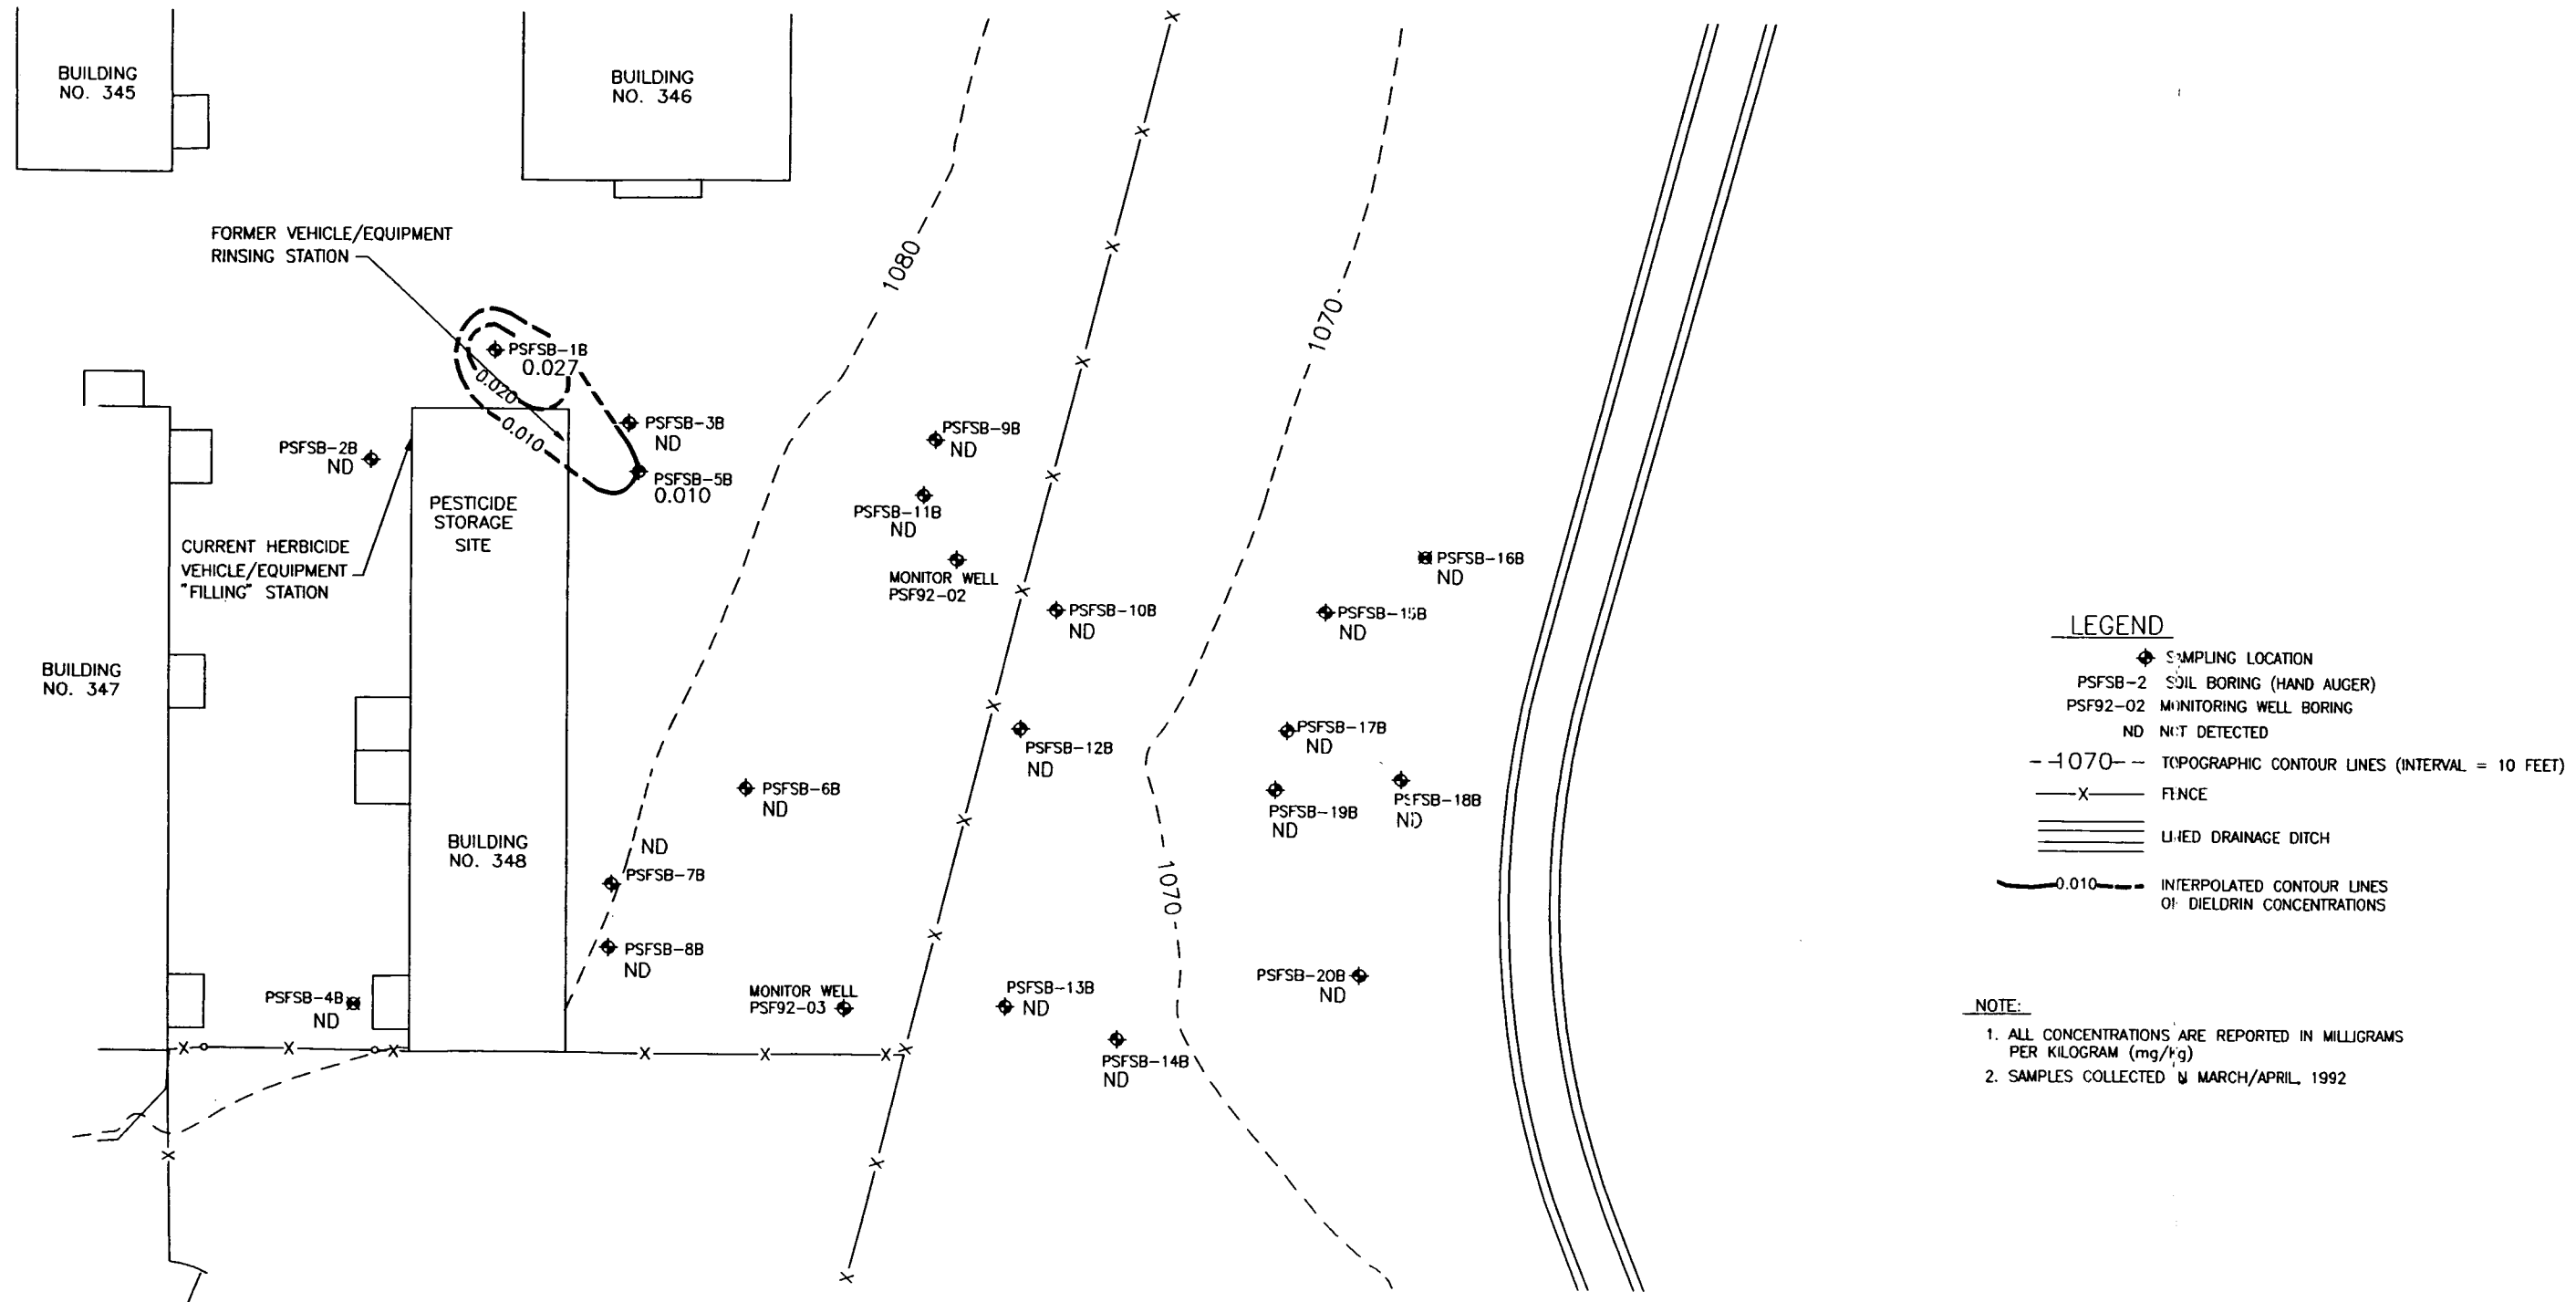 BUILDING
NO. 345
BUILDING
NO. 346
FORMER VEHICLE/EQUIPMENT
RINSING STATION
1080
1070
PSFSB-1B
0.027
0.020
0.010
PSFSB-3B
ND
PSFSB-2B
ND
PSFSB-5B
0.010
PSFSB-9B
ND
PSFSB-11B
ND
PESTICIDE
STORAGE
SITE
CURRENT HERBICIDE
VEHICLE/EQUIPMENT
"FILLING" STATION
MONITOR WELL
PSF92-02
PSFSB-10B
ND
PSFSB-16B
ND
PSFSB-15B
ND
BUILDING
NO. 347
PSFSB-12B
ND
PSFSB-17B
ND
PSFSB-6B
ND
PSFSB-19B
ND
PSFSB-18B
ND
BUILDING
NO. 348
ND
PSFSB-7B
1070
PSFSB-8B
ND
PSFSB-4B
ND
MONITOR WELL
PSF92-03
PSFSB-13B
ND
PSFSB-20B
ND
PSFSB-14B
ND
LEGEND
SAMPLING LOCATION
PSFSB-2 SOIL BORING (HAND AUGER)
PSF92-02 MONITORING WELL BORING
ND NOT DETECTED
1070 TOPOGRAPHIC CONTOUR LINES (INTERVAL = 10 FEET)
X FENCE
LINED DRAINAGE DITCH
0.010 INTERPOLATED CONTOUR LINES
OF DIELDRIN CONCENTRATIONS
NOTE:
1. ALL CONCENTRATIONS ARE REPORTED IN MILLIGRAMS
PER KILOGRAM (mg/kg)
2. SAMPLES COLLECTED IN MARCH/APRIL, 1992